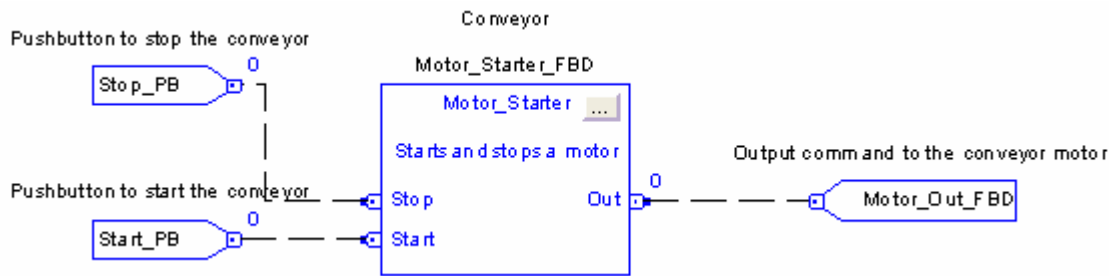 Conveyor
Pushbutton to stop the conveyor
0
Stop_PB
Motor_Starter_FBD
Motor_Starter ...
Starts and stops a motor
Output command to the conveyor motor
Pushbutton to start the conveyor
0
Start_PB
Stop
Start
Out
0
Motor_Out_FBD